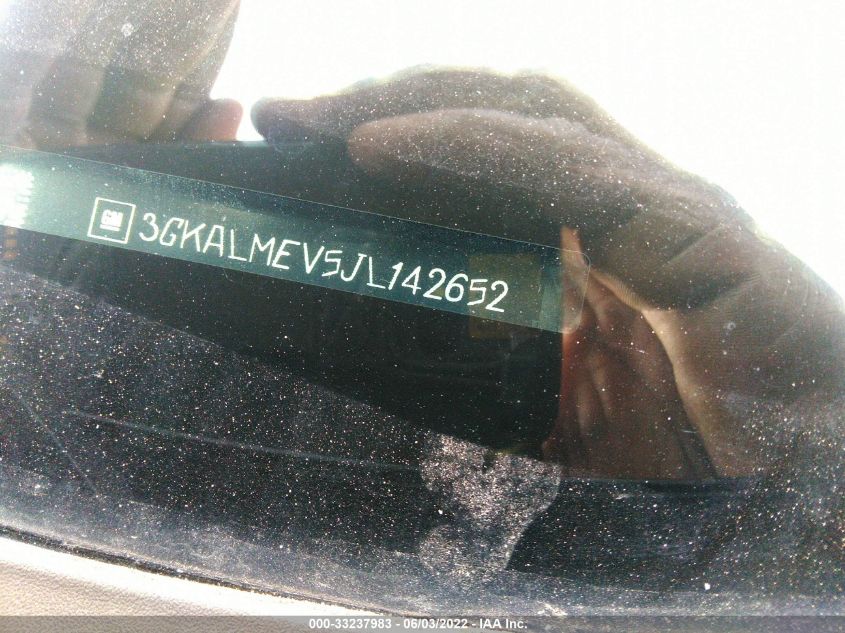 GM 3GKALMEV5JL142652
000-33237983 - 06/03/2022 - IAA Inc.